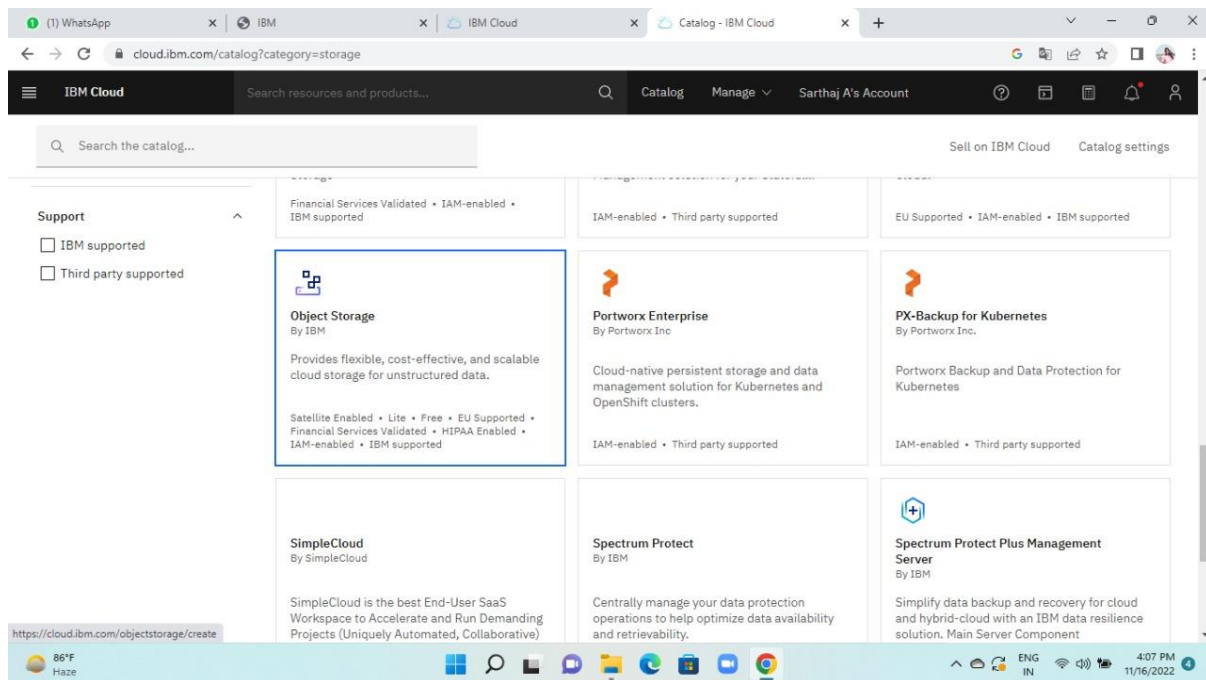 (1) WhatsApp
IBM
IBM Cloud
Catalog - IBM Cloud
cloud.ibm.com/catalog?category=storage
IBM Cloud
Search resources and products...
Catalog
Manage
Sarthaj A's Account
Search the catalog...
Sell on IBM Cloud
Catalog settings
Support
IBM supported
Third party supported
Financial Services Validated • IAM-enabled •
IBM supported
IAM-enabled • Third party supported
EU Supported • IAM-enabled • IBM supported
Object Storage
By IBM
Provides flexible, cost-effective, and scalable
cloud storage for unstructured data.
Satellite Enabled • Lite • Free • EU Supported •
Financial Services Validated • HIPAA Enabled •
IAM-enabled • IBM supported
Portworx Enterprise
By Portworx Inc
Cloud-native persistent storage and data
management solution for Kubernetes and
OpenShift clusters.
IAM-enabled • Third party supported
PX-Backup for Kubernetes
By Portworx Inc.
Portworx Backup and Data Protection for
Kubernetes
IAM-enabled • Third party supported
SimpleCloud
By SimpleCloud
SimpleCloud is the best End-User SaaS
Workspace to Accelerate and Run Demanding
Projects (Uniquely Automated, Collaborative)
Spectrum Protect
By IBM
Centrally manage your data protection
operations to help optimize data availability
and retrievability.
Spectrum Protect Plus Management
Server
By IBM
Simplify data backup and recovery for cloud
and hybrid-cloud with an IBM data resilience
solution. Main Server Component
https://cloud.ibm.com/objectstorage/create
86°F
Haze
ENG
IN
4:07 PM
11/16/2022
4